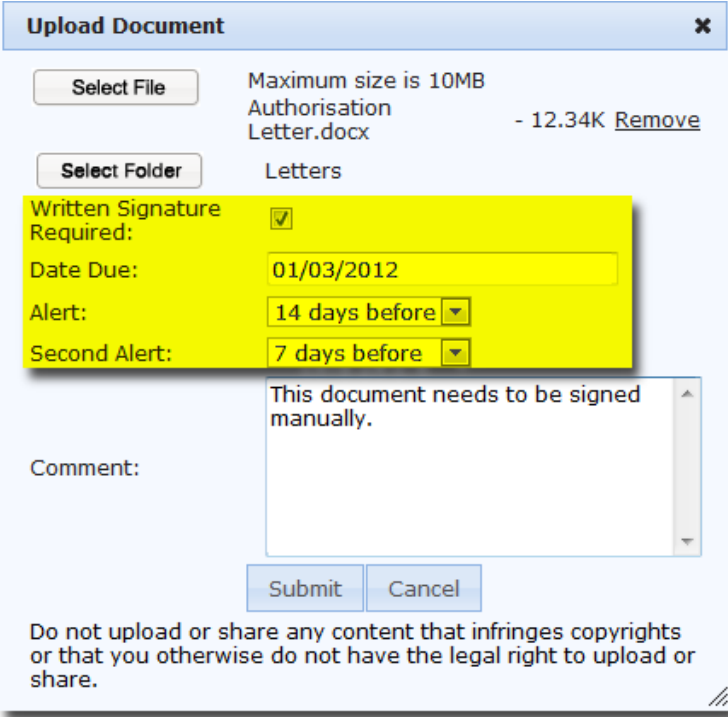 Upload Document
Select File
Maximum size is 10MB
Authorisation
Letter.docx
- 12.34K Remove
Select Folder
Letters
Written Signature
Required:
Date Due:
01/03/2012
Alert:
14 days before
Second Alert:
7 days before
Comment:
This document needs to be signed
manually.
Submit
Cancel
Do not upload or share any content that infringes copyrights
or that you otherwise do not have the legal right to upload or
share.